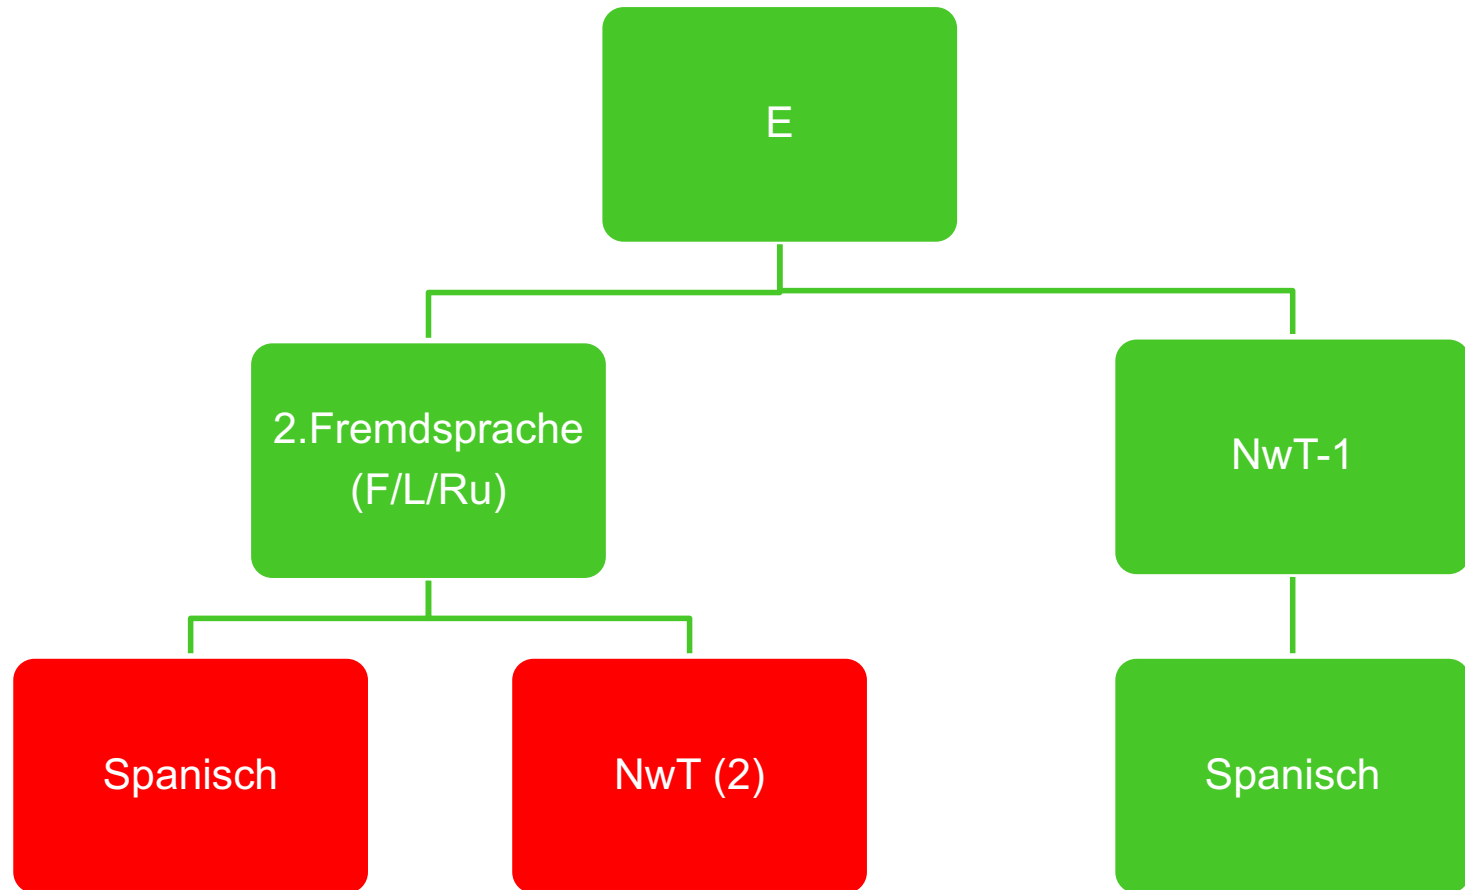 E
2.Fremdsprache
(F/L/Ru)
NwT-1
Spanisch
NwT (2)
Spanisch